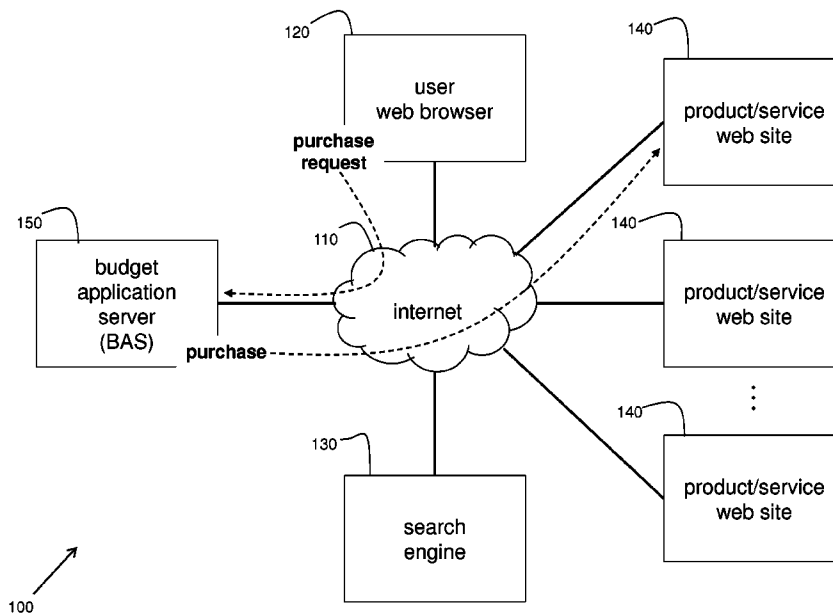 120
user
web browser
140
product/service
web site
purchase
request
150
budget
application
server
(BAS)
110
internet
140
product/service
web site
purchase
130
search
engine
140
product/service
web site
100